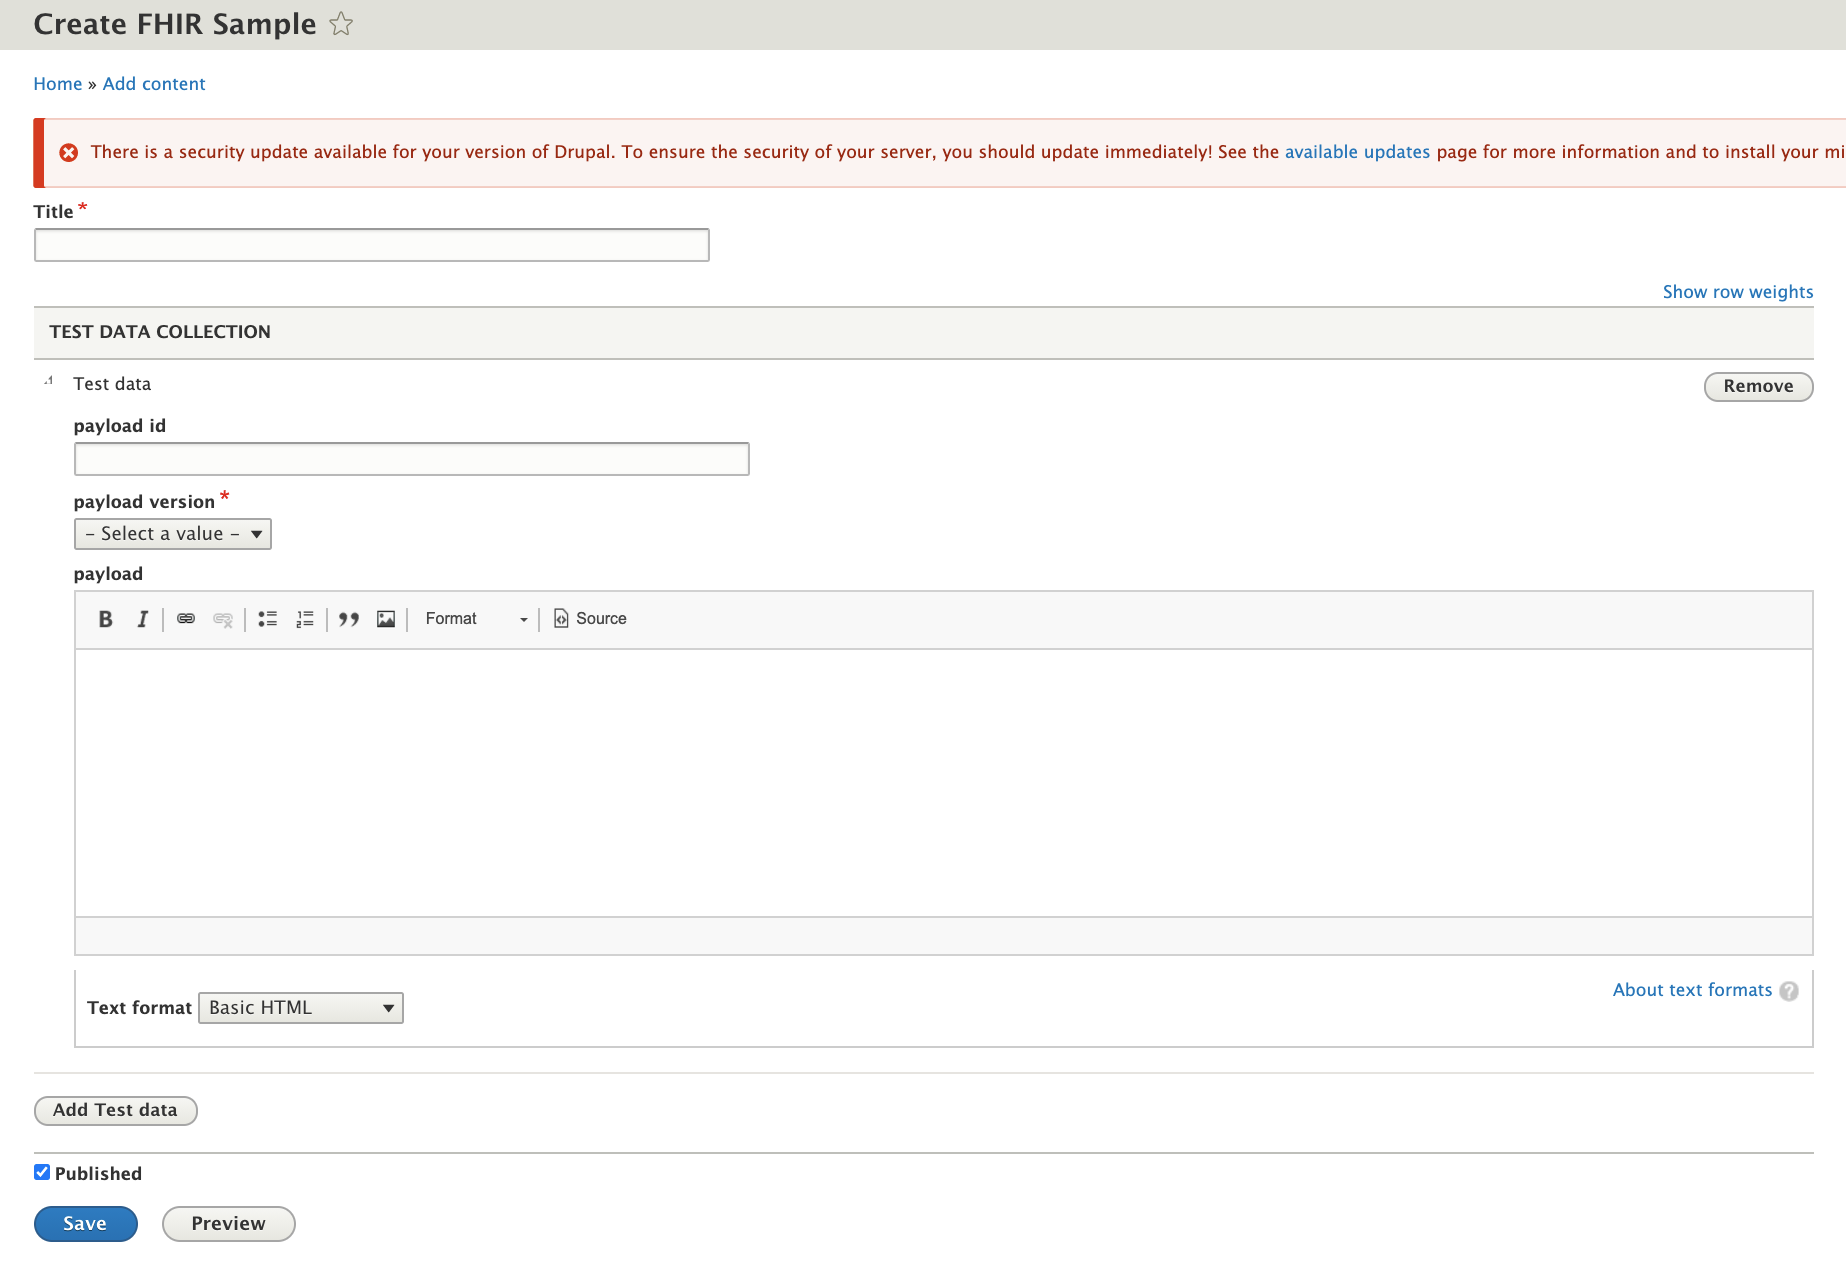 Create FHIR Sample
Home » Add content
There is a security update available for your version of Drupal. To ensure the security of your server, you should update immediately! See the available updates page for more information and to install your mi
Title *
Show row weights
TEST DATA COLLECTION
Test data
Remove
payload id
payload version *
– Select a value –
payload
B I Format Source
Text format Basic HTML
About text formats ?
Add Test data
Published
Save Preview